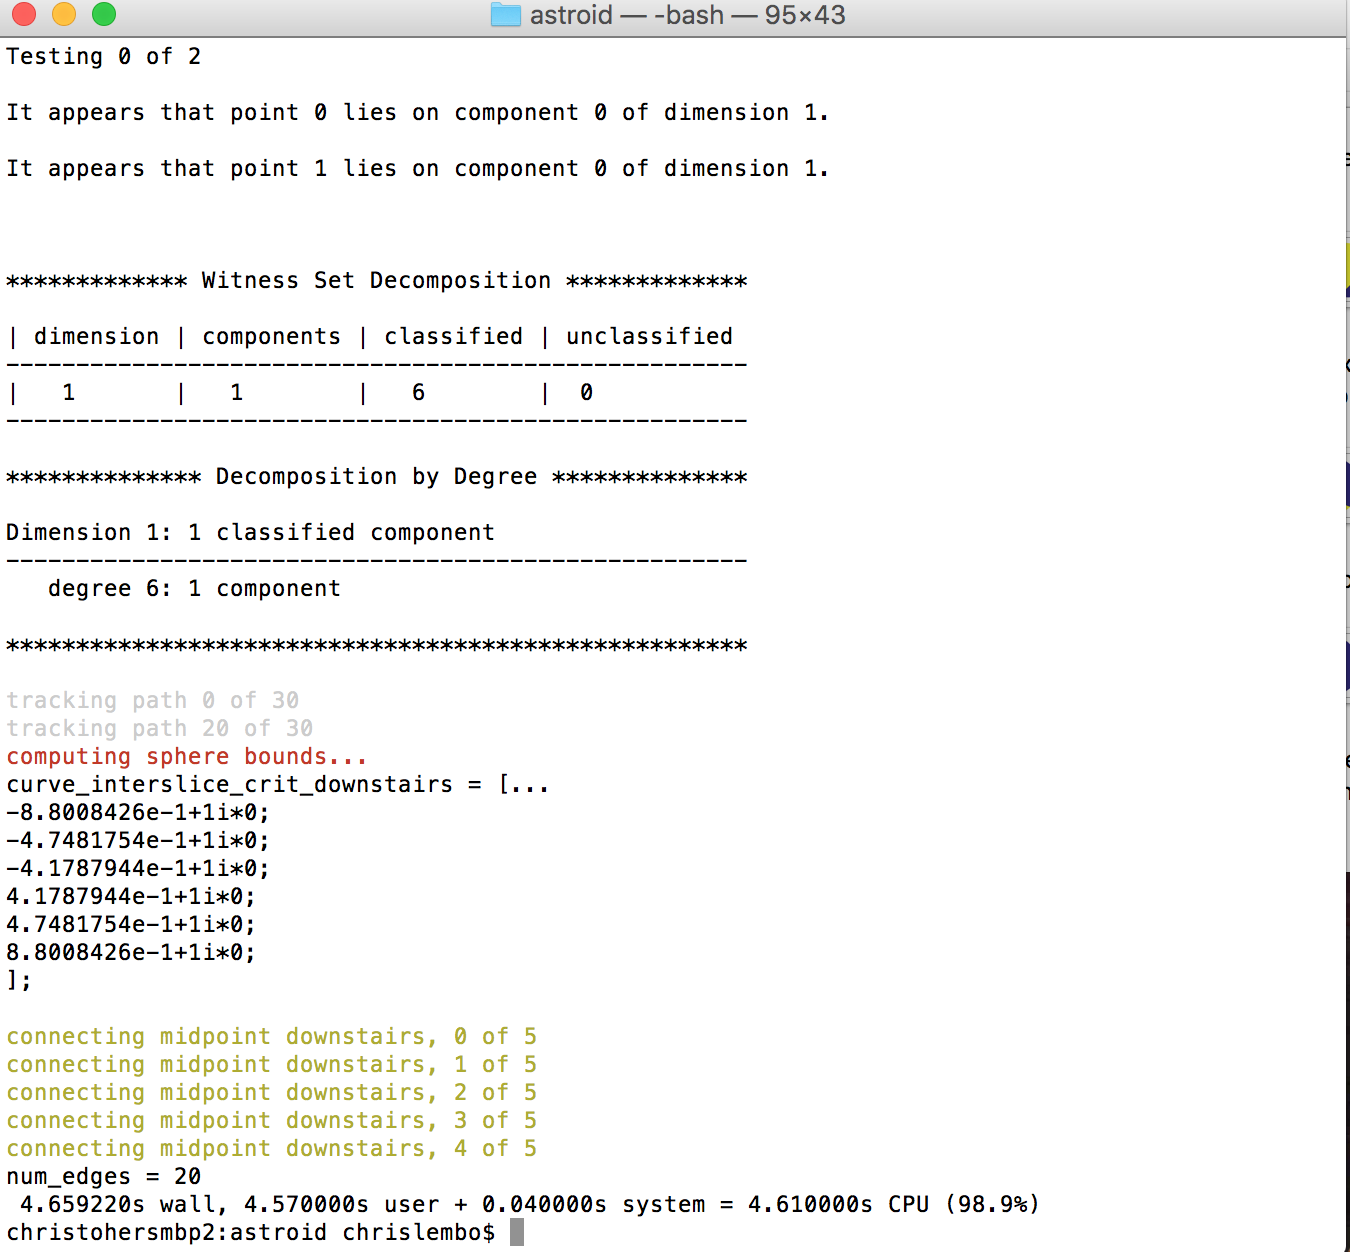 astroid — -bash — 95×43
Testing 0 of 2
It appears that point 0 lies on component 0 of dimension 1.
It appears that point 1 lies on component 0 of dimension 1.
************* Witness Set Decomposition *************
| dimension | components | classified | unclassified
-----------------------------------------------------
|   1       |   1        |   6        |  0
-----------------------------------------------------
************** Decomposition by Degree **************
Dimension 1: 1 classified component
-----------------------------------------------------
   degree 6: 1 component
*****************************************************
tracking path 0 of 30
tracking path 20 of 30
computing sphere bounds...
curve_interslice_crit_downstairs = [...
-8.8008426e-1+1i*0;
-4.7481754e-1+1i*0;
-4.1787944e-1+1i*0;
4.1787944e-1+1i*0;
4.7481754e-1+1i*0;
8.8008426e-1+1i*0;
];
connecting midpoint downstairs, 0 of 5
connecting midpoint downstairs, 1 of 5
connecting midpoint downstairs, 2 of 5
connecting midpoint downstairs, 3 of 5
connecting midpoint downstairs, 4 of 5
num_edges = 20
 4.659220s wall, 4.570000s user + 0.040000s system = 4.610000s CPU (98.9%)
christohersmbp2:astroid chrislembo$